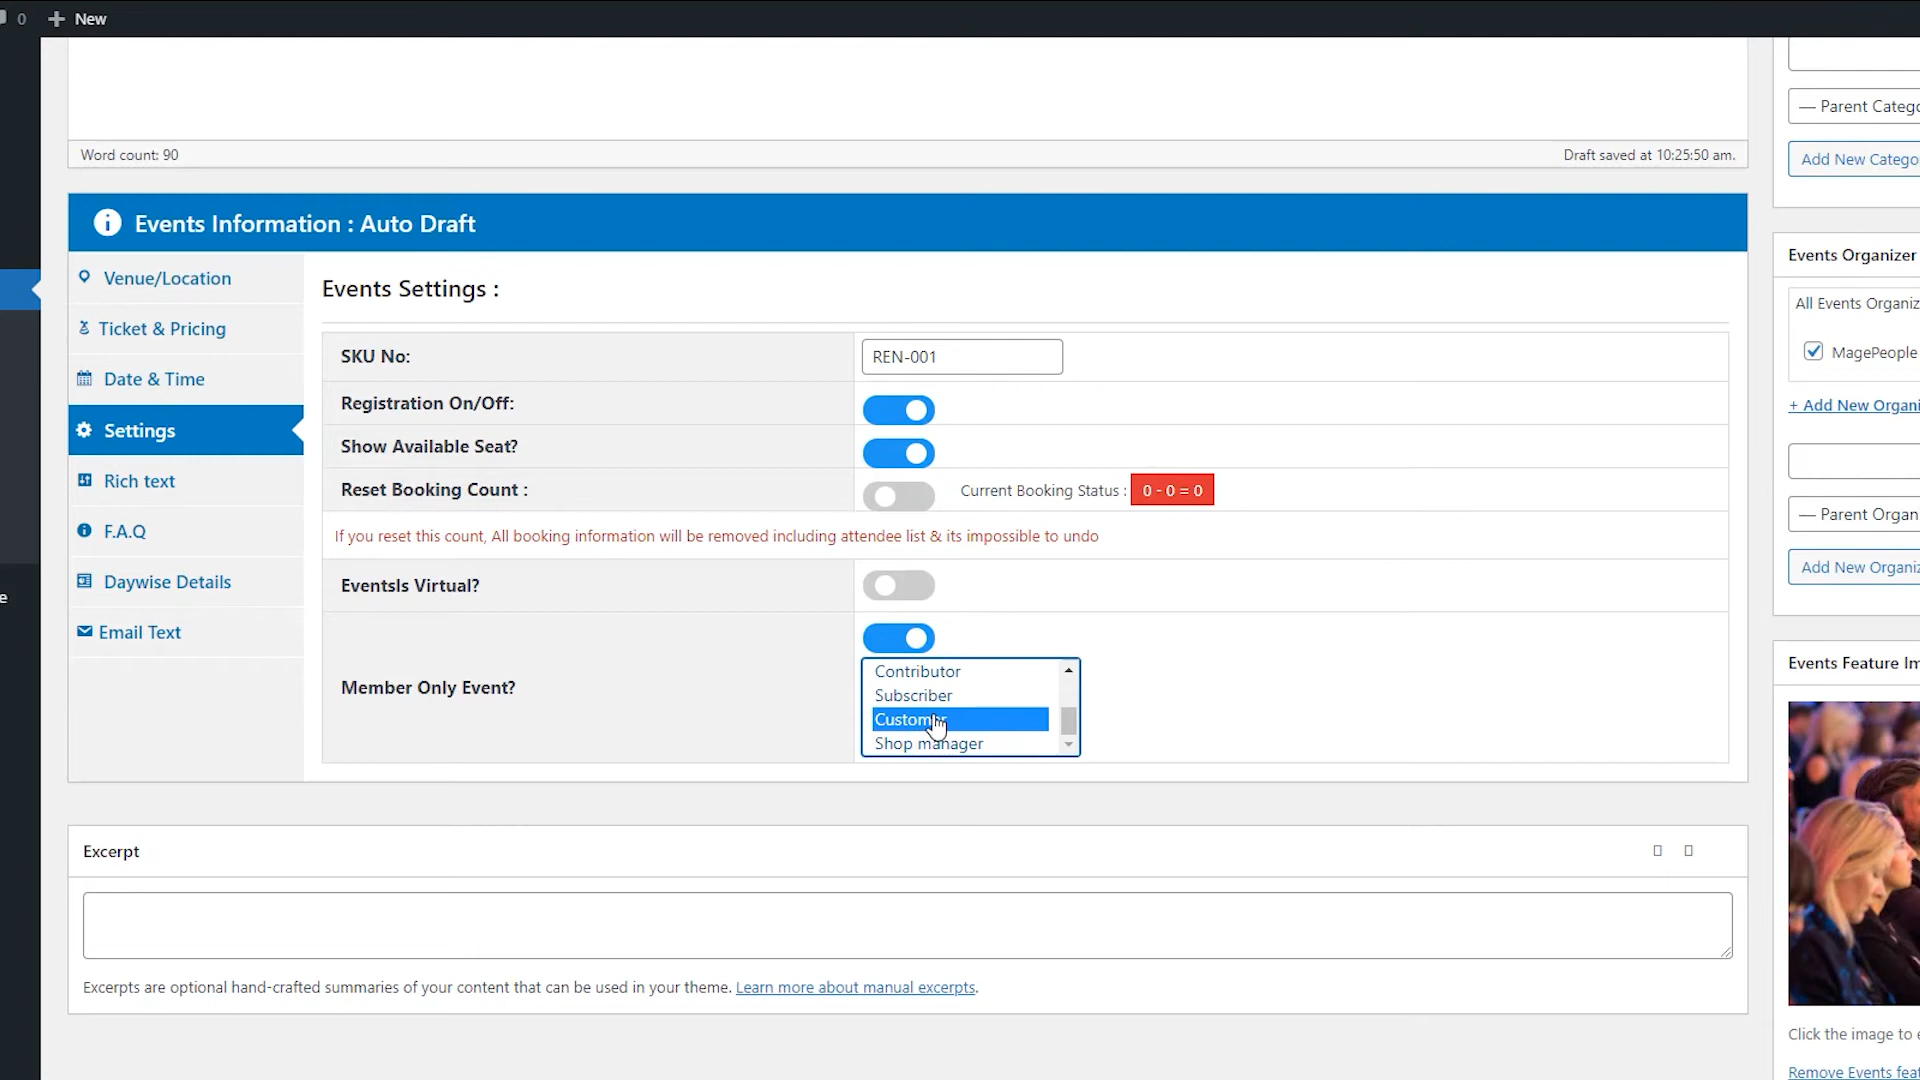 0 New
— Parent Catego
Word count: 90
Draft saved at 10:25:50 am.
Add New Catego
Events Information : Auto Draft
Venue/Location
Ticket & Pricing
Date & Time
Settings
Rich text
F.A.Q
Daywise Details
Email Text
Events Settings :
SKU No:
REN-001
Registration On/Off:
Show Available Seat?
Reset Booking Count :
Current Booking Status : 0 - 0 = 0
If you reset this count, All booking information will be removed including attendee list & its impossible to undo
EventsIs Virtual?
Member Only Event?
Contributor
Subscriber
Customer
Shop manager
Events Organizer
All Events Organiz
MagePeople
+ Add New Organi
— Parent Organ
Add New Organiz
Events Feature Im
Click the image to e
Remove Events feat
e
Excerpt
Excerpts are optional hand-crafted summaries of your content that can be used in your theme. Learn more about manual excerpts.